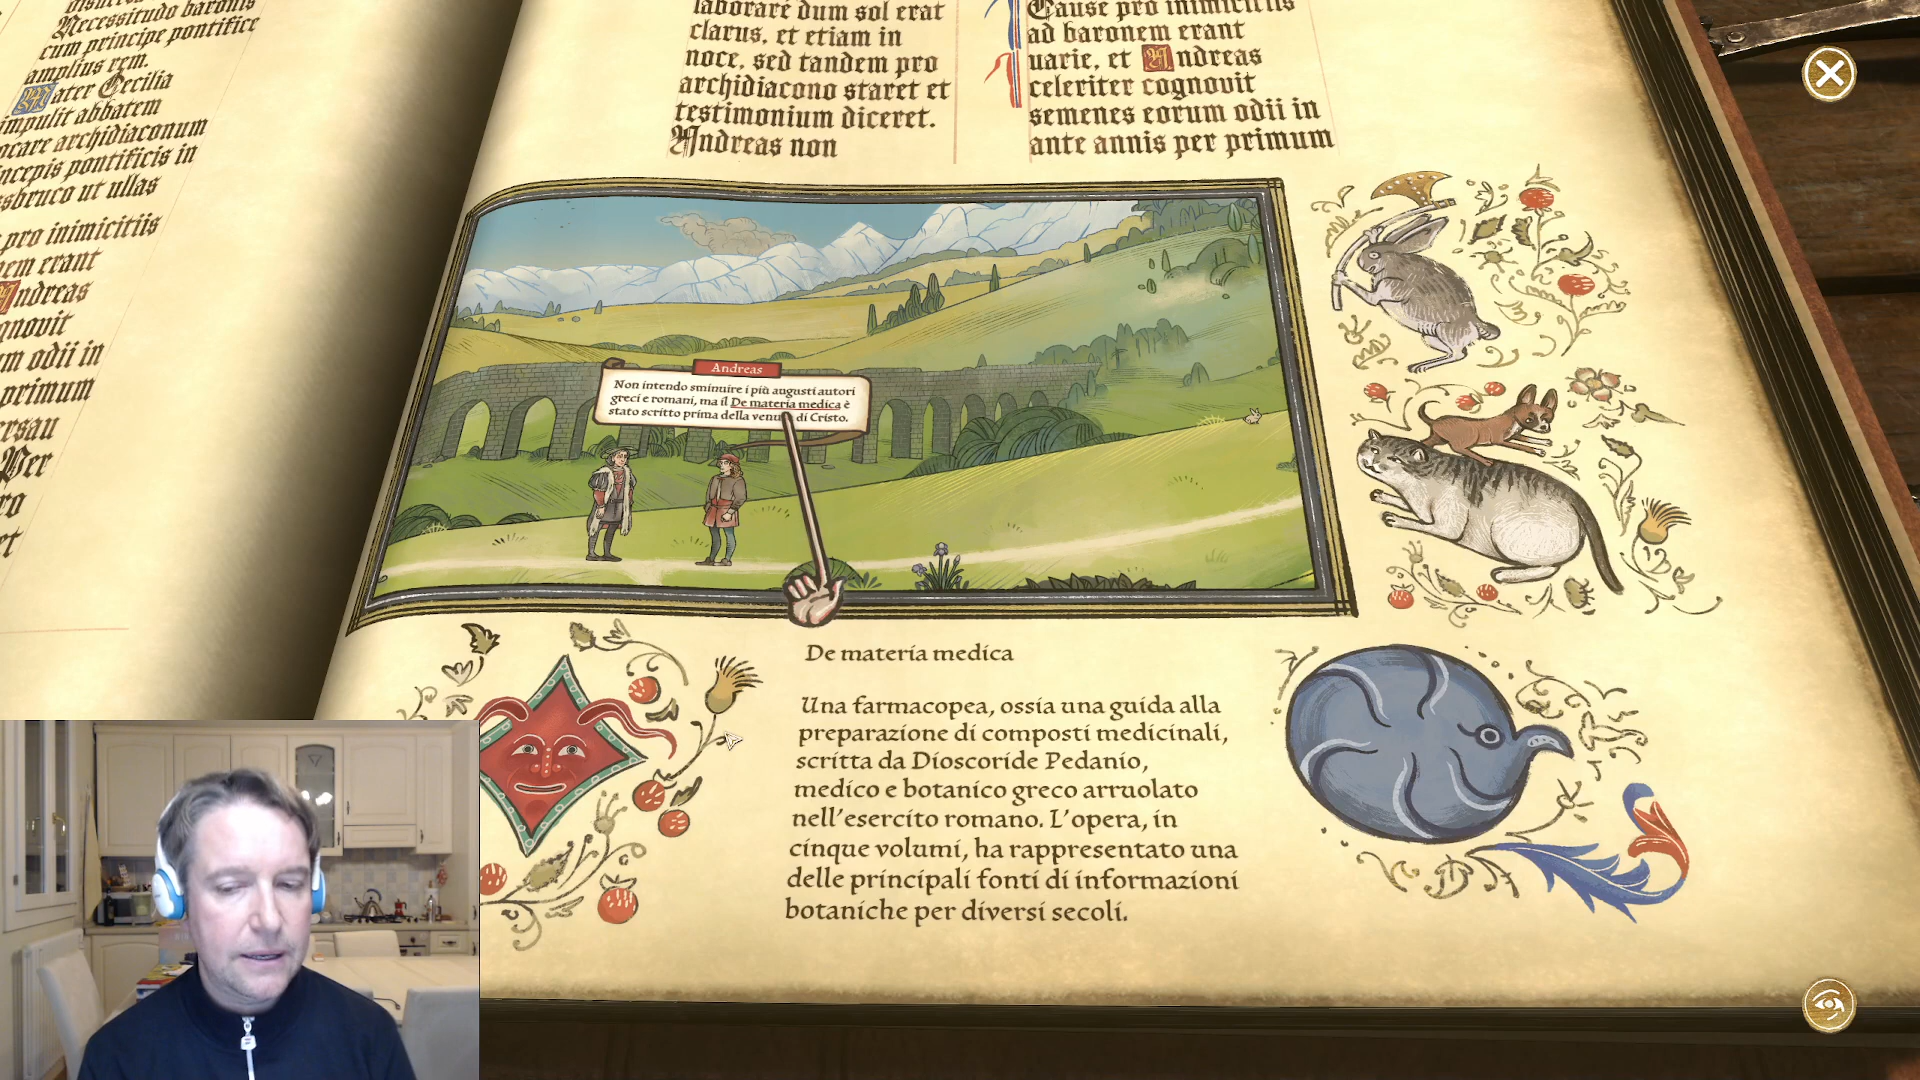 Necessitudo baronis
cum principe pontifice
amplius rem.
Mater Cecilia
impulit abbatem
archidiaconum
pontificis in
ut ullas
pro inimicitiis
erant
Andreas
odii in
primum
laborare dum sol erat
clarus, et etiam in
noce, sed tandem pro
archidiacono staret et
testimonium diceret.
Andreas non
Cause pro inimicitiis
ad baronem erant
uarie, et Andreas
celeriter cognovit
semenes eorum odii in
ante annis per primum
Andreas
Non intendo sminuire i più augusti autori
greci e romani, ma il De materia medica è
stato scritto prima della di Cristo.
De materia medica
Una farmacopea, ossia una guida alla
preparazione di composti medicinali,
scritta da Dioscoride Pedanio,
medico e botanico greco arruolato
nell'esercito romano. L'opera, in
cinque volumi, ha rappresentato una
delle principali fonti di informazioni
botaniche per diversi secoli.